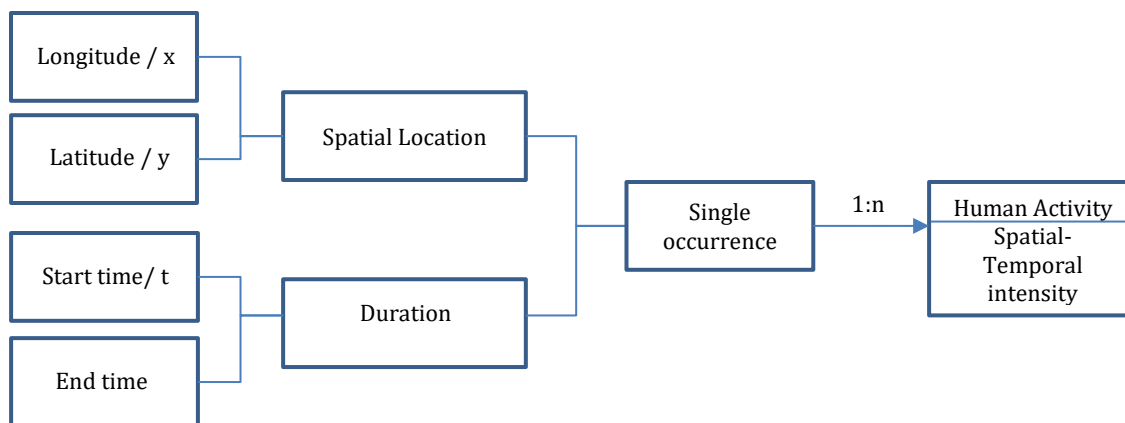 Longitude / x
Latitude / y
Spatial Location
Start time/ t
End time
Duration
Single
occurrence
1:n
Human Activity
Spatial-
Temporal
intensity